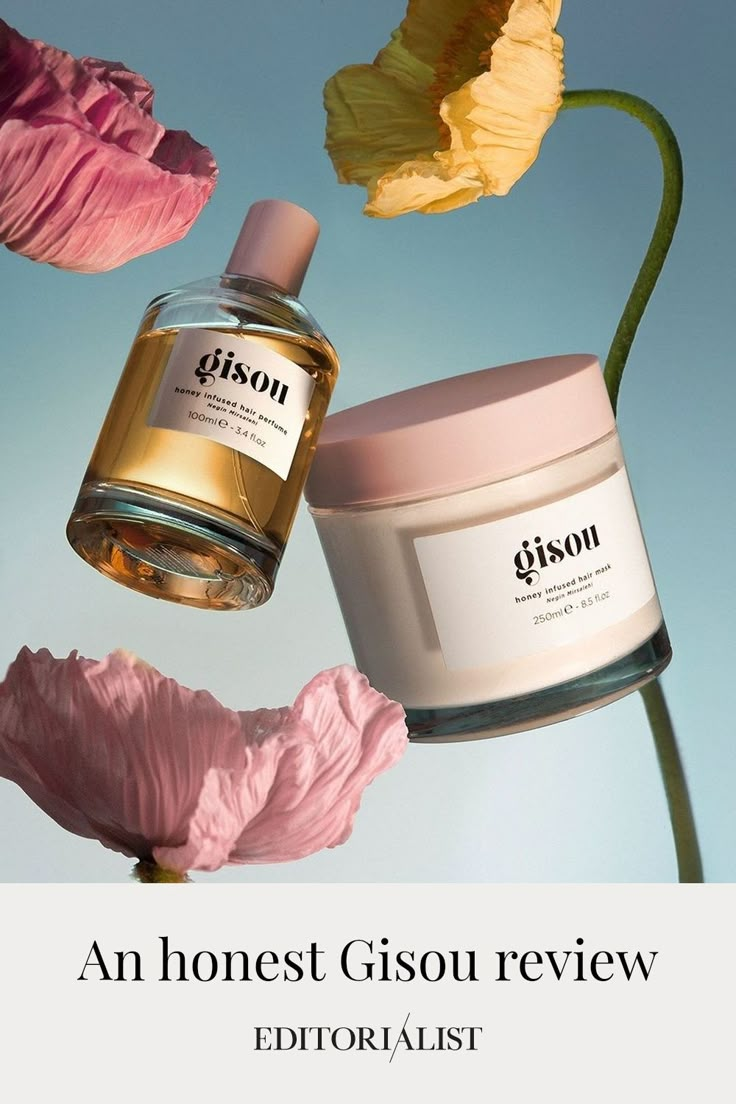 gisou
honey infused hair perfume
Negin Mirsalehi
100ml℮ - 3.4 fl.oz
gisou
honey infused hair mask
Negin Mirsalehi
250ml℮ - 8.5 fl.oz
An honest Gisou review
EDITORIALIST